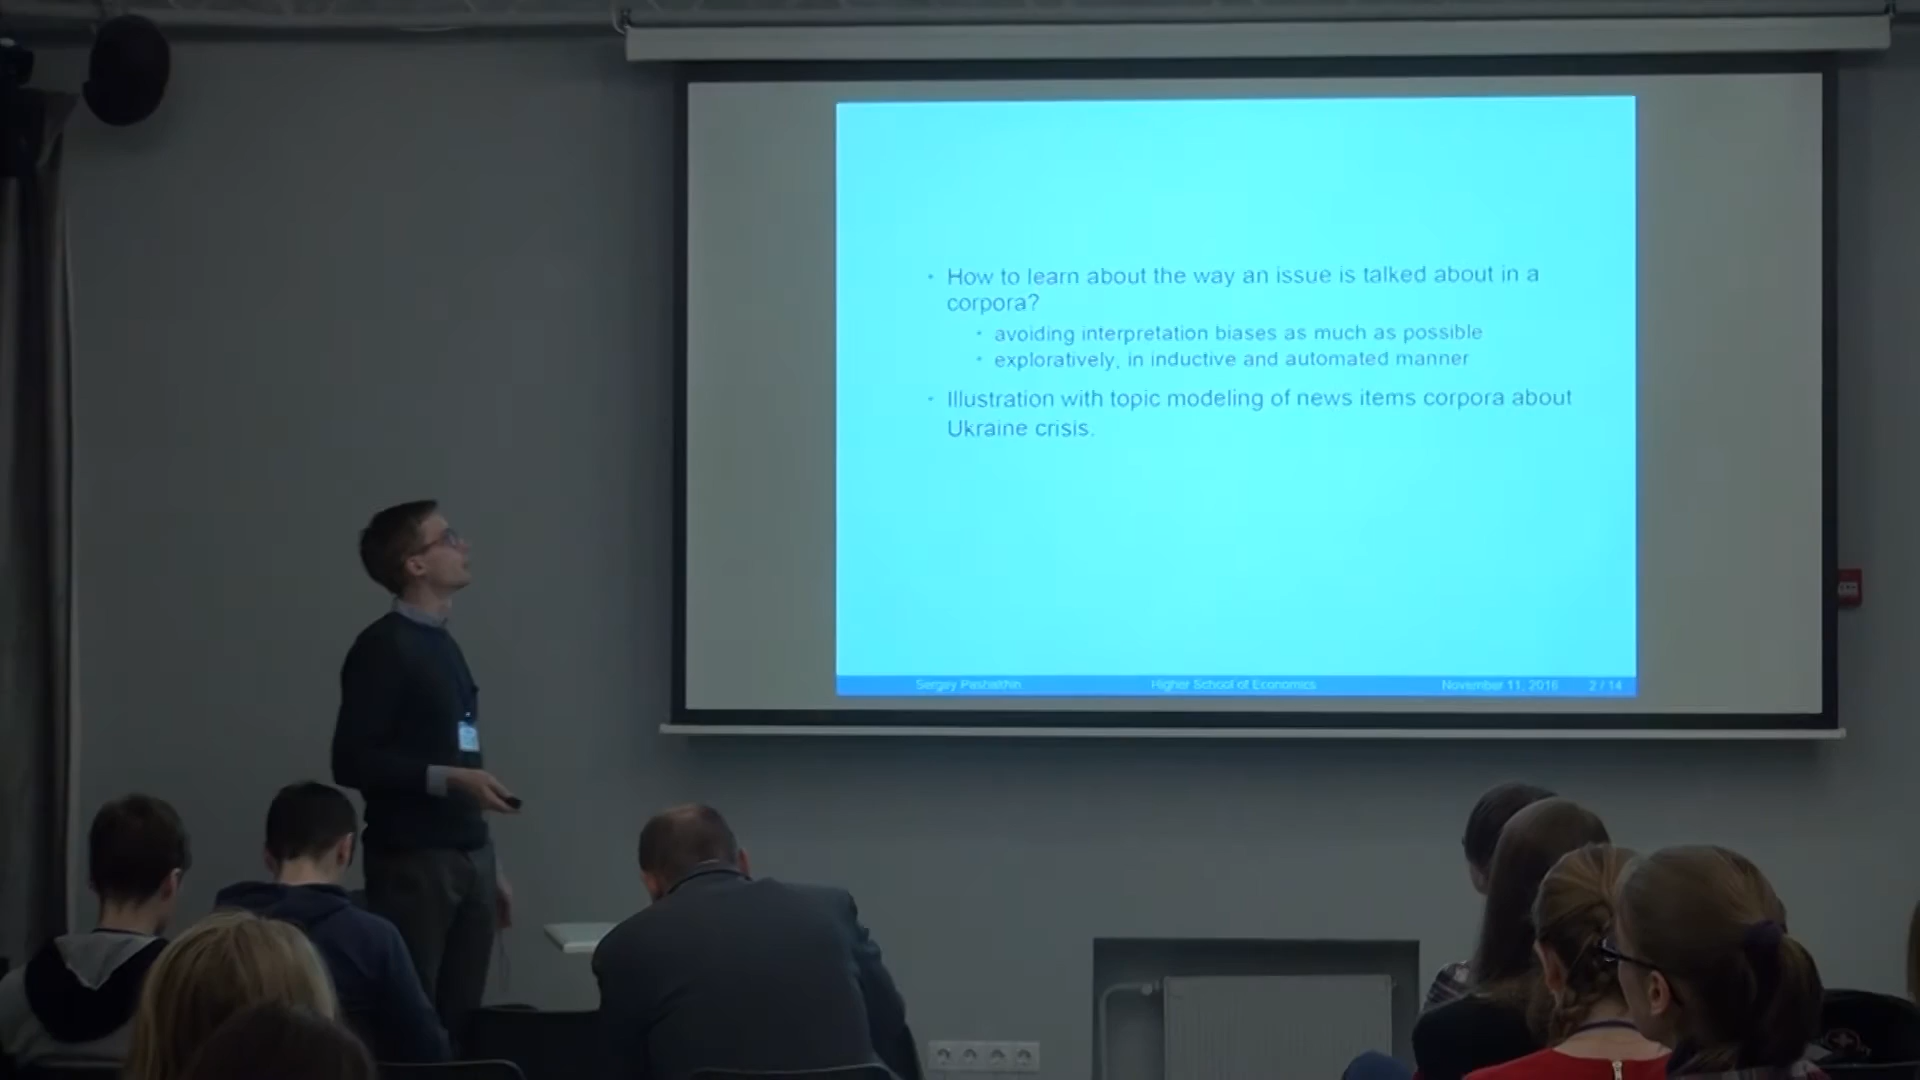 • How to learn about the way an issue is talked about in a
corpora?
• avoiding interpretation biases as much as possible
• exploratively, in inductive and automated manner
• Illustration with topic modeling of news items corpora about
Ukraine crisis.
Sergey Pashakhin Higher School of Economics November 11, 2016 2 / 14